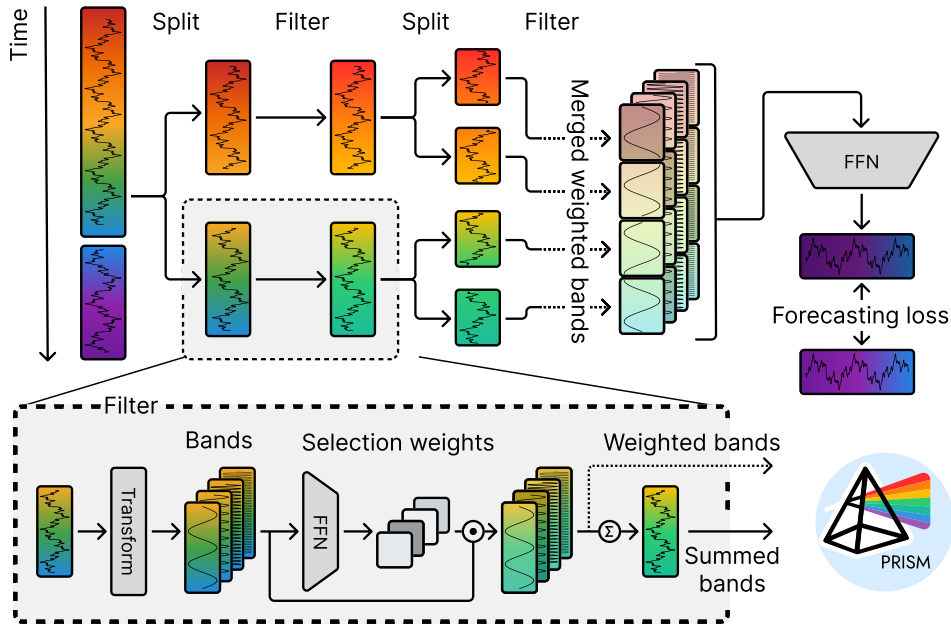 Time
Split
Filter
Split
Filter
Merged weighted bands
FFN
Forecasting loss
Filter
Bands
Selection weights
Weighted bands
Transform
FFN
Σ
Summed
bands
PRISM